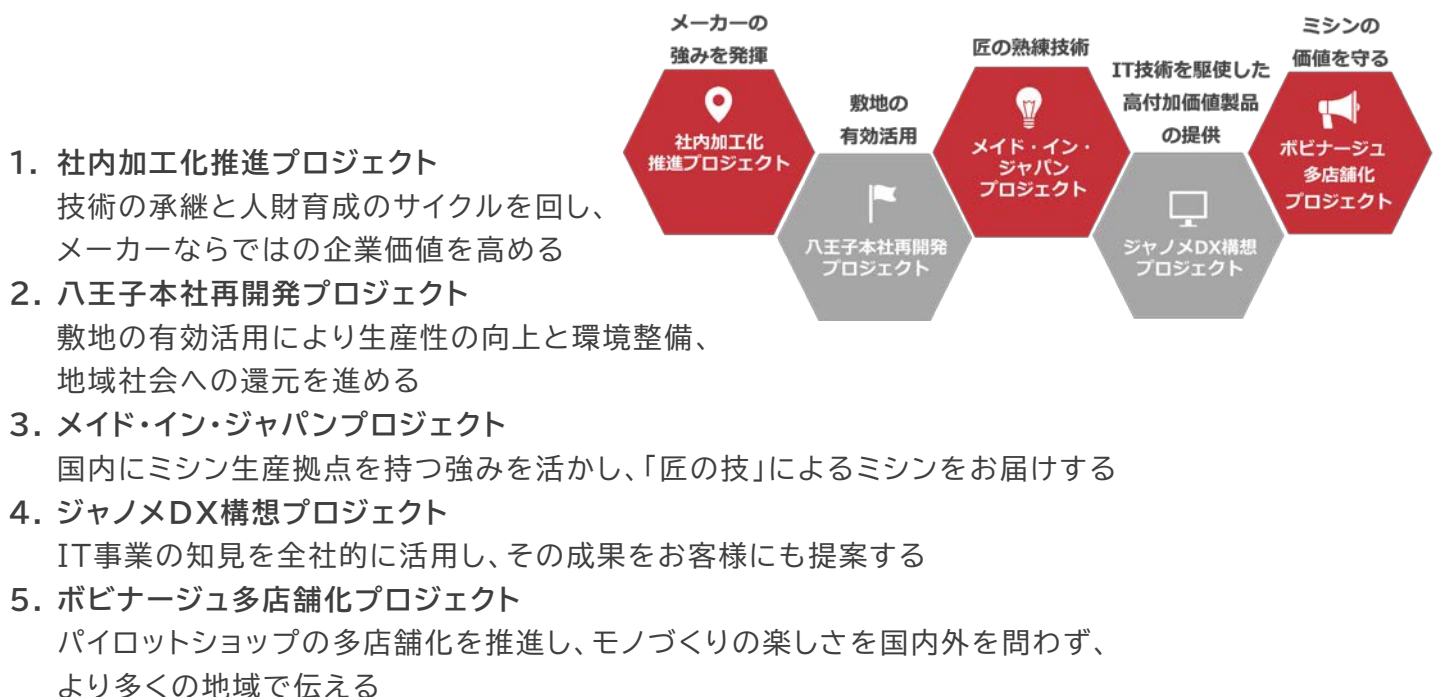 メーカーの
強みを発揮
社内加工化
推進プロジェクト
敷地の
有効活用
八王子本社再開発
プロジェクト
匠の熟練技術
メイド・イン・
ジャパン
プロジェクト
IT技術を駆使した
高付加価値製品
の提供
ジャノメDX構想
プロジェクト
ミシンの
価値を守る
ボビナージュ
多店舗化
プロジェクト
1. 社内加工化推進プロジェクト
技術の承継と人財育成のサイクルを回し、
メーカーならではの企業価値を高める
2. 八王子本社再開発プロジェクト
敷地の有効活用により生産性の向上と環境整備、
地域社会への還元を進める
3. メイド・イン・ジャパンプロジェクト
国内にミシン生産拠点を持つ強みを活かし、「匠の技」によるミシンをお届けする
4. ジャノメDX構想プロジェクト
IT事業の知見を全社的に活用し、その成果をお客様にも提案する
5. ボビナージュ多店舗化プロジェクト
パイロットショップの多店舗化を推進し、モノづくりの楽しさを国内外を問わず、
より多くの地域で伝える